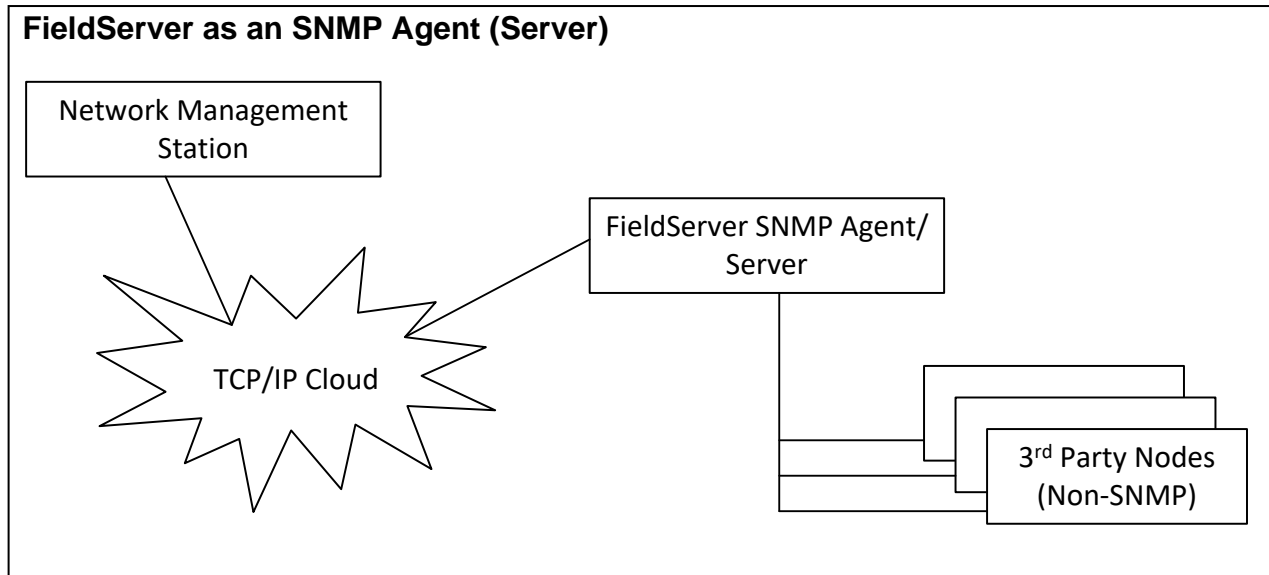 FieldServer as an SNMP Agent (Server)
Network Management
Station
FieldServer SNMP Agent/
Server
TCP/IP Cloud
3rd Party Nodes
(Non-SNMP)